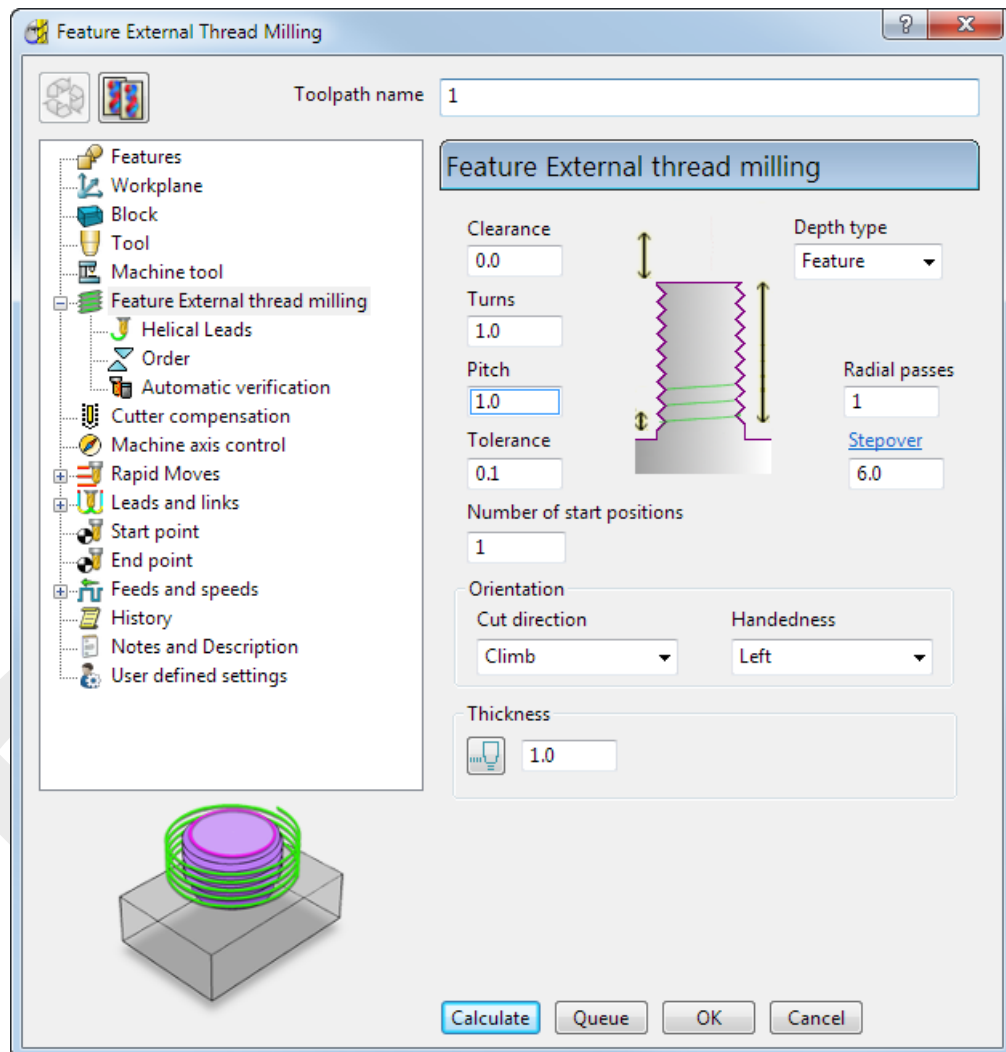 Feature External Thread Milling
Toolpath name 1
Features
Workplane
Block
Tool
Machine tool
Feature External thread milling
Helical Leads
Order
Automatic verification
Cutter compensation
Machine axis control
Rapid Moves
Leads and links
Start point
End point
Feeds and speeds
History
Notes and Description
User defined settings
Feature External thread milling
Clearance
0.0
Depth type
Feature
Turns
1.0
Pitch
1.0
Radial passes
1
Tolerance
0.1
Stepover
6.0
Number of start positions
1
Orientation
Cut direction
Climb
Handedness
Left
Thickness
1.0
Calculate Queue OK Cancel